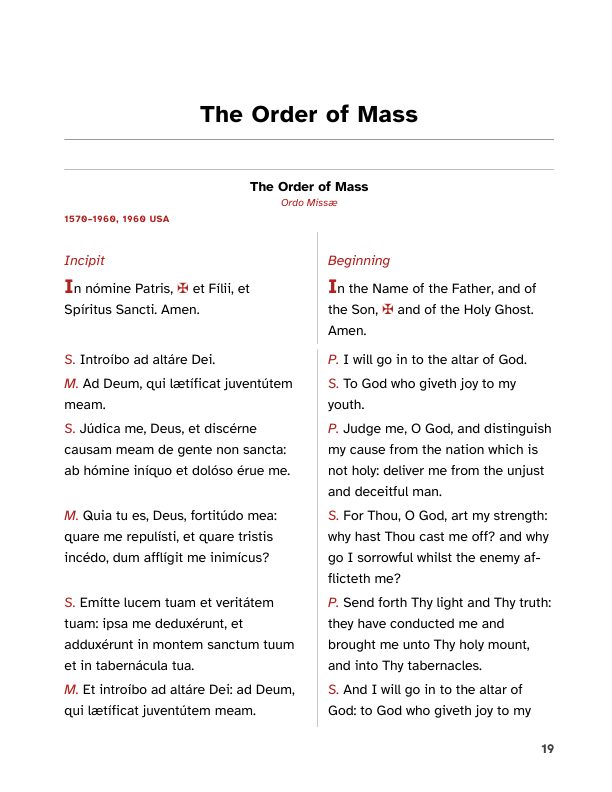 The Order of Mass
The Order of Mass
Ordo Missæ
1570–1960, 1960 USA
Incipit
In nómine Patris, ✠ et Fílii, et
Spíritus Sancti. Amen.
S. Introíbo ad altáre Dei.
M. Ad Deum, qui lætíficat juventútem
meam.
S. Júdica me, Deus, et discérne
causam meam de gente non sancta:
ab hómine iníquo et dolóso érue me.
M. Quia tu es, Deus, fortitúdo mea:
quare me repulísti, et quare tristis
incédo, dum afflígit me inimícus?
S. Emítte lucem tuam et veritátem
tuam: ipsa me deduxérunt, et
adduxérunt in montem sanctum tuum
et in tabernácula tua.
M. Et introíbo ad altáre Dei: ad Deum,
qui lætíficat juventútem meam.
Beginning
In the Name of the Father, and of
the Son, ✠ and of the Holy Ghost.
Amen.
P. I will go in to the altar of God.
S. To God who giveth joy to my
youth.
P. Judge me, O God, and distinguish
my cause from the nation which is
not holy: deliver me from the unjust
and deceitful man.
S. For Thou, O God, art my strength:
why hast Thou cast me off? and why
go I sorrowful whilst the enemy af-
flicteth me?
P. Send forth Thy light and Thy truth:
they have conducted me and
brought me unto Thy holy mount,
and into Thy tabernacles.
S. And I will go in to the altar of
God: to God who giveth joy to my
19